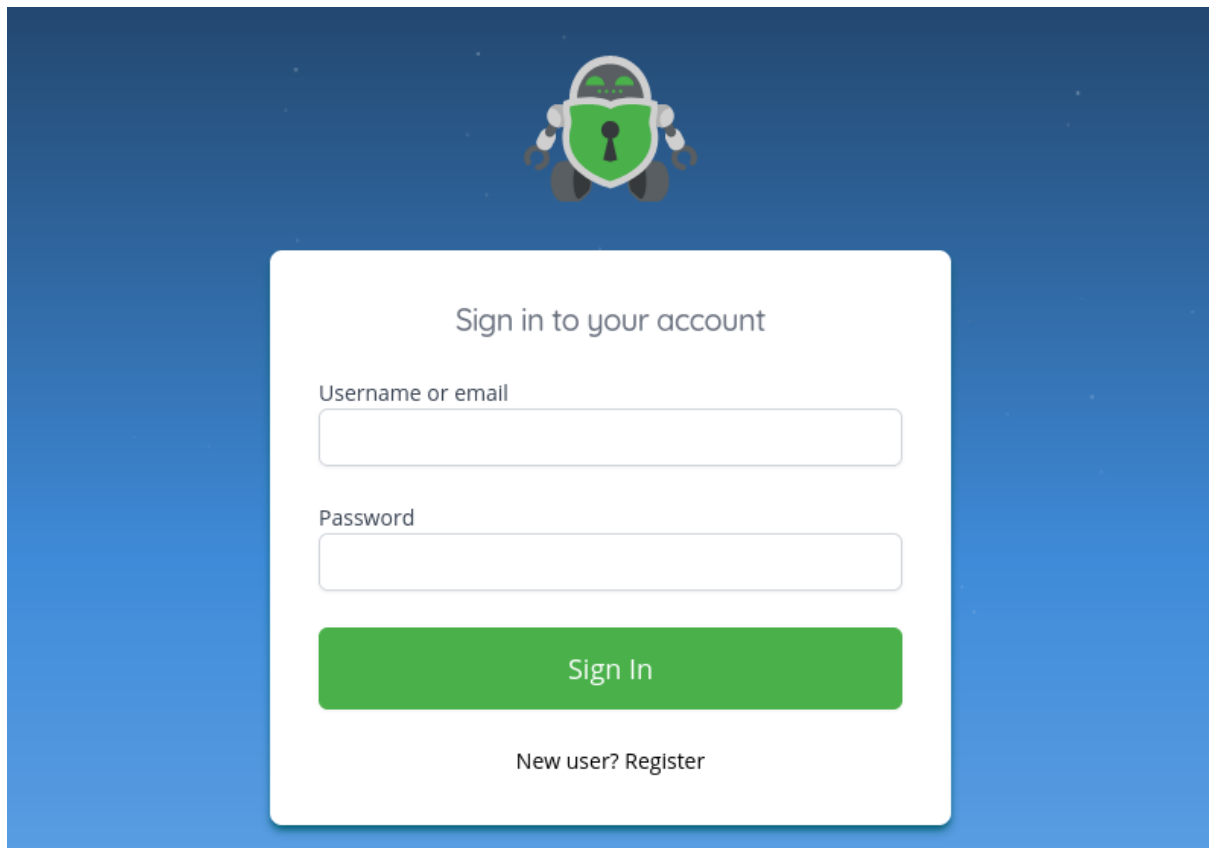 Sign in to your account
Username or email
Password
Sign In
New user? Register